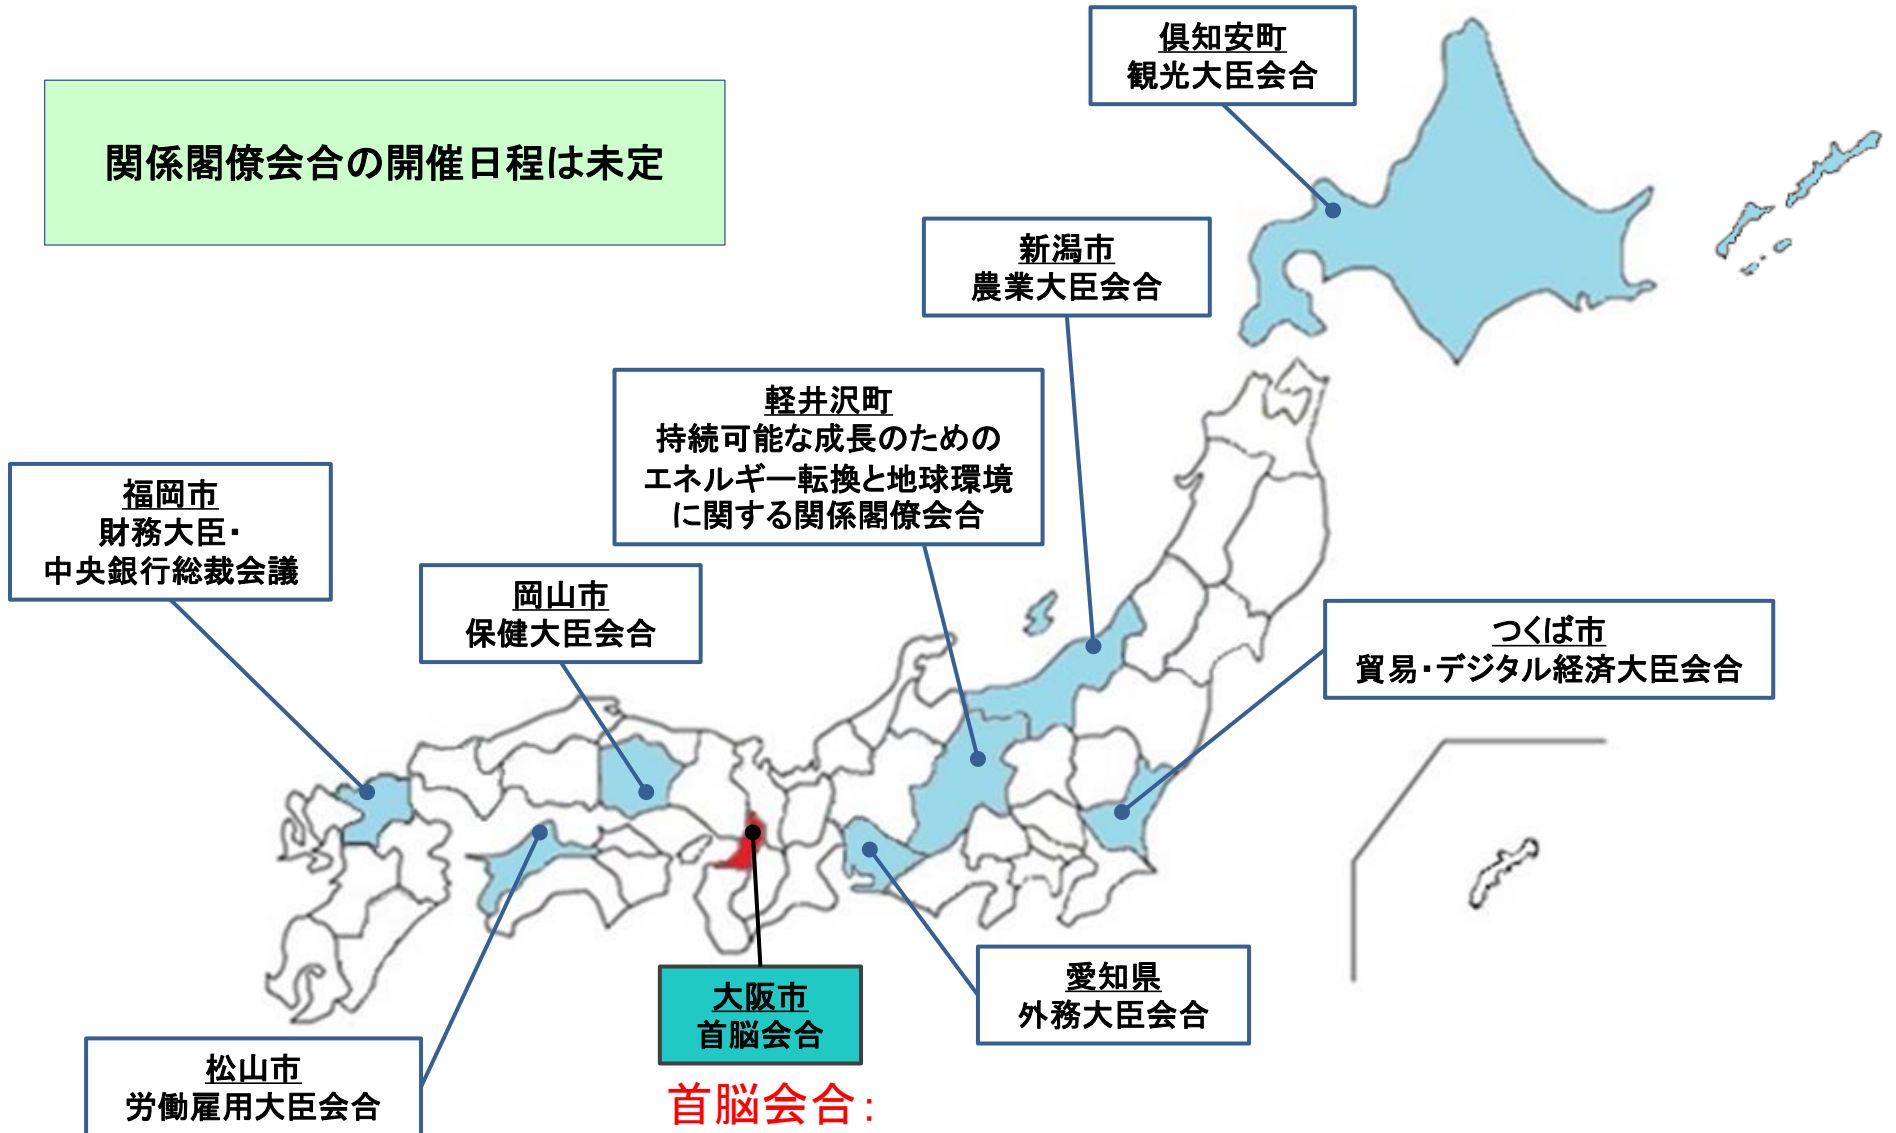 倶知安町
観光大臣会合
関係閣僚会合の開催日程は未定
新潟市
農業大臣会合
軽井沢町
持続可能な成長のための
エネルギー転換と地球環境
に関する関係閣僚会合
福岡市
財務大臣・
中央銀行総裁会議
岡山市
保健大臣会合
つくば市
貿易・デジタル経済大臣会合
愛知県
外務大臣会合
大阪市
首脳会合
松山市
労働雇用大臣会合
首脳会合：